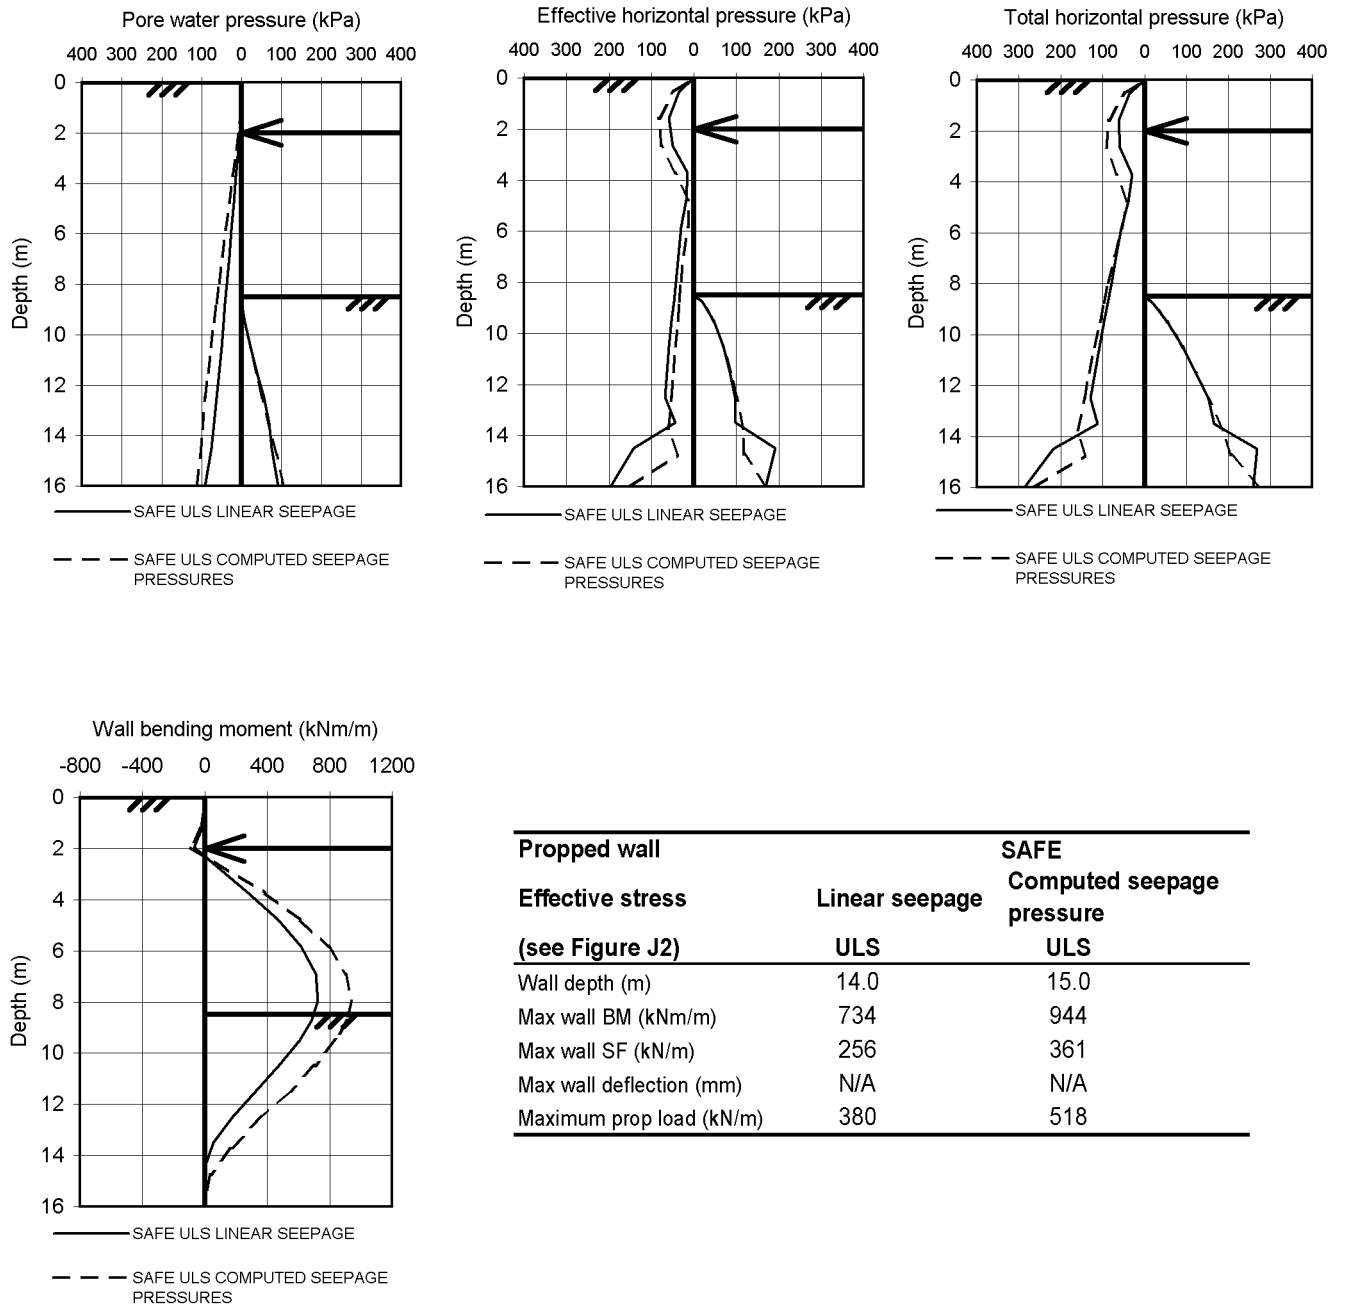 Pore water pressure (kPa)
400 300 200 100 0 100 200 300 400
0
2
4
6
8
10
12
14
16
Depth (m)
SAFE ULS LINEAR SEEPAGE
SAFE ULS COMPUTED SEEPAGE
PRESSURES
Effective horizontal pressure (kPa)
400 300 200 100 0 100 200 300 400
0
2
4
6
8
10
12
14
16
Depth (m)
SAFE ULS LINEAR SEEPAGE
SAFE ULS COMPUTED SEEPAGE
PRESSURES
Total horizontal pressure (kPa)
400 300 200 100 0 100 200 300 400
0
2
4
6
8
10
12
14
16
Depth (m)
SAFE ULS LINEAR SEEPAGE
SAFE ULS COMPUTED SEEPAGE
PRESSURES
Wall bending moment (kNm/m)
-800 -400 0 400 800 1200
0
2
4
6
8
10
12
14
16
Depth (m)
SAFE ULS LINEAR SEEPAGE
SAFE ULS COMPUTED SEEPAGE
PRESSURES
Propped wall SAFE
Effective stress Linear seepage Computed seepage
pressure
(see Figure J2) ULS ULS
Wall depth (m) 14.0 15.0
Max wall BM (kNm/m) 734 944
Max wall SF (kN/m) 256 361
Max wall deflection (mm) N/A N/A
Maximum prop load (kN/m) 380 518